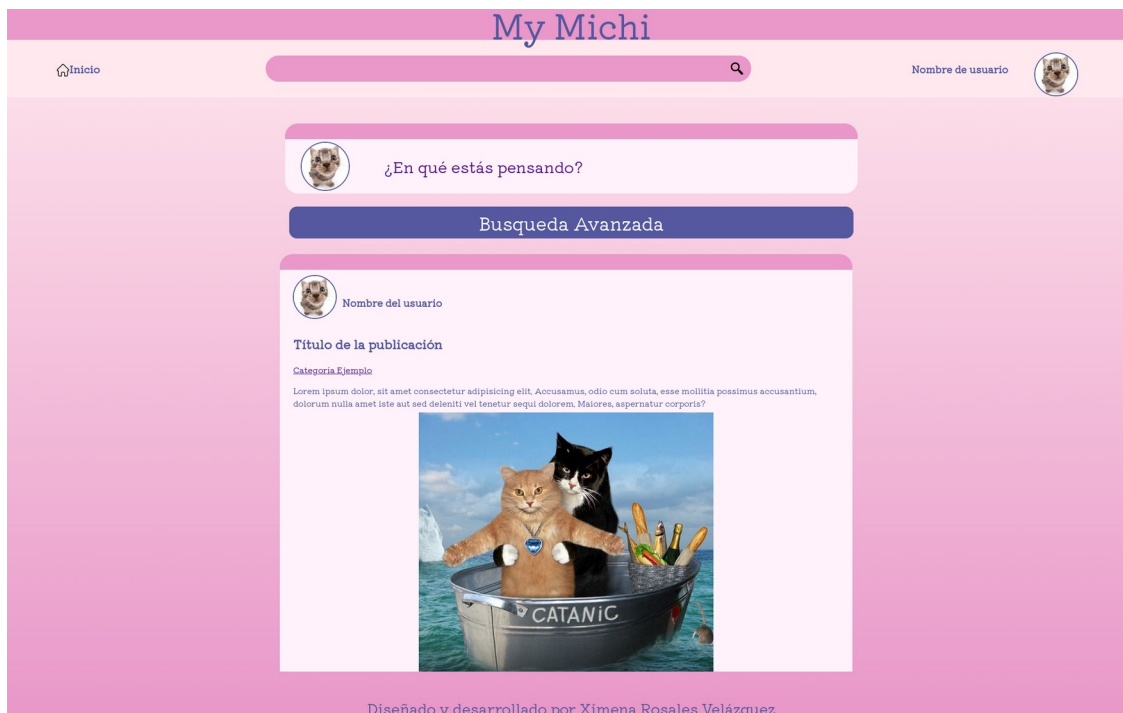 My Michi
Inicio
Nombre de usuario
¿En qué estás pensando?
Busqueda Avanzada
Nombre del usuario
Título de la publicación
Categoria Ejemplo
Lorem ipsum dolor, sit amet consectetur adipisicing elit. Accusamus, odio cum soluta, esse mollitia possimus accusantium,
dolorum nulla amet iste aut sed deleniti vel tenetur sequi dolorem. Maiores, aspernatur corporis?
CATANiC
Diseñado y desarrollado por Ximena Rosales Velázquez